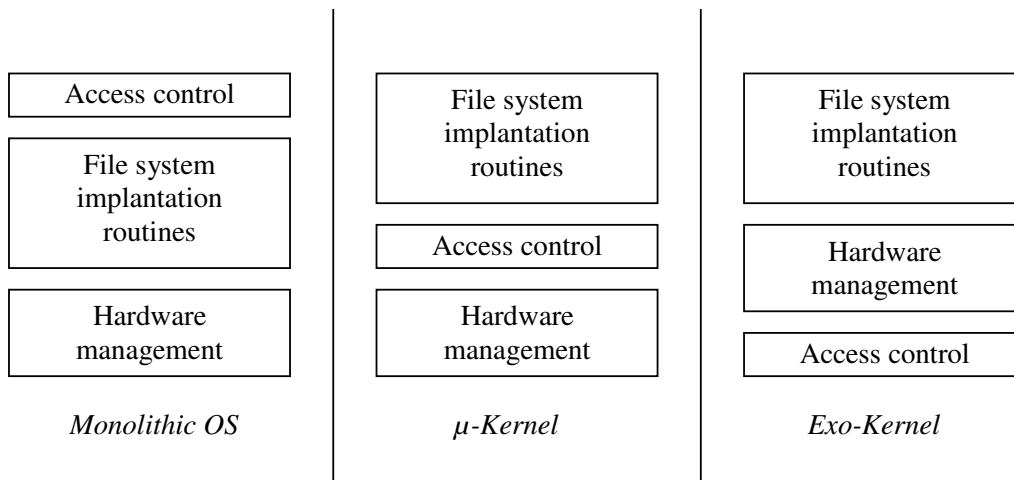 Access control
File system
implantation
routines
Hardware
management
Monolithic OS
File system
implantation
routines
Access control
Hardware
management
µ-Kernel
File system
implantation
routines
Hardware
management
Access control
Exo-Kernel